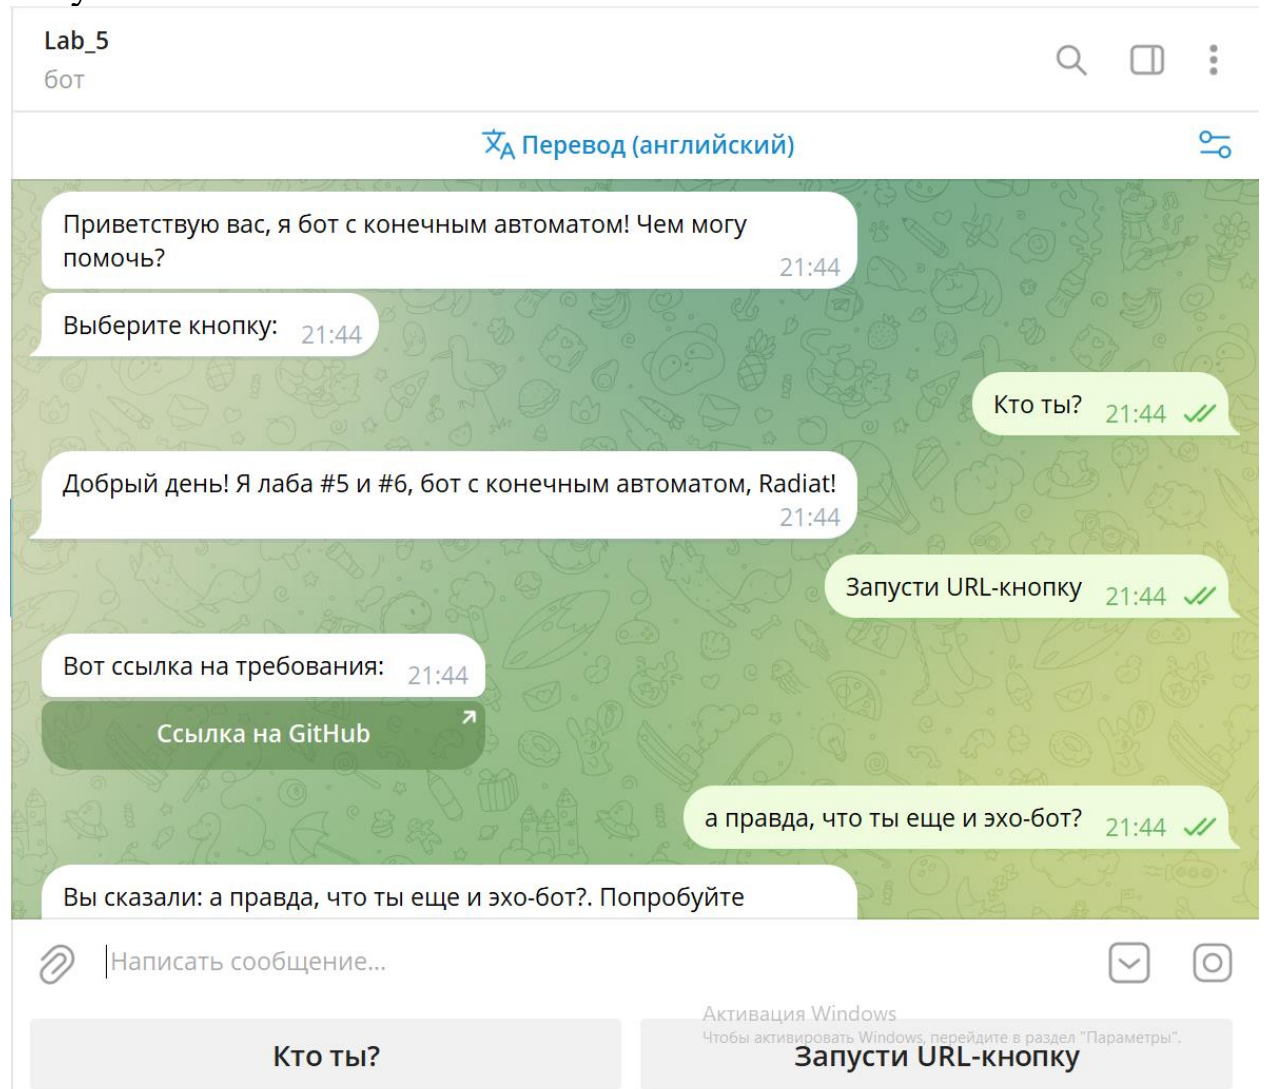 Lab_5
бот
Перевод (английский)
Приветствую вас, я бот с конечным автоматом! Чем могу
помочь?
21:44
Выберите кнопку: 21:44
Кто ты? 21:44
Добрый день! Я лаба #5 и #6, бот с конечным автоматом, Radiat!
21:44
Запусти URL-кнопку 21:44
Вот ссылка на требования: 21:44
Ссылка на GitHub
а правда, что ты еще и эхо-бот? 21:44
Вы сказали: а правда, что ты еще и эхо-бот?. Попробуйте
Написать сообщение...
Активация Windows
Чтобы активировать Windows, перейдите в раздел "Параметры".
Кто ты?
Запусти URL-кнопку